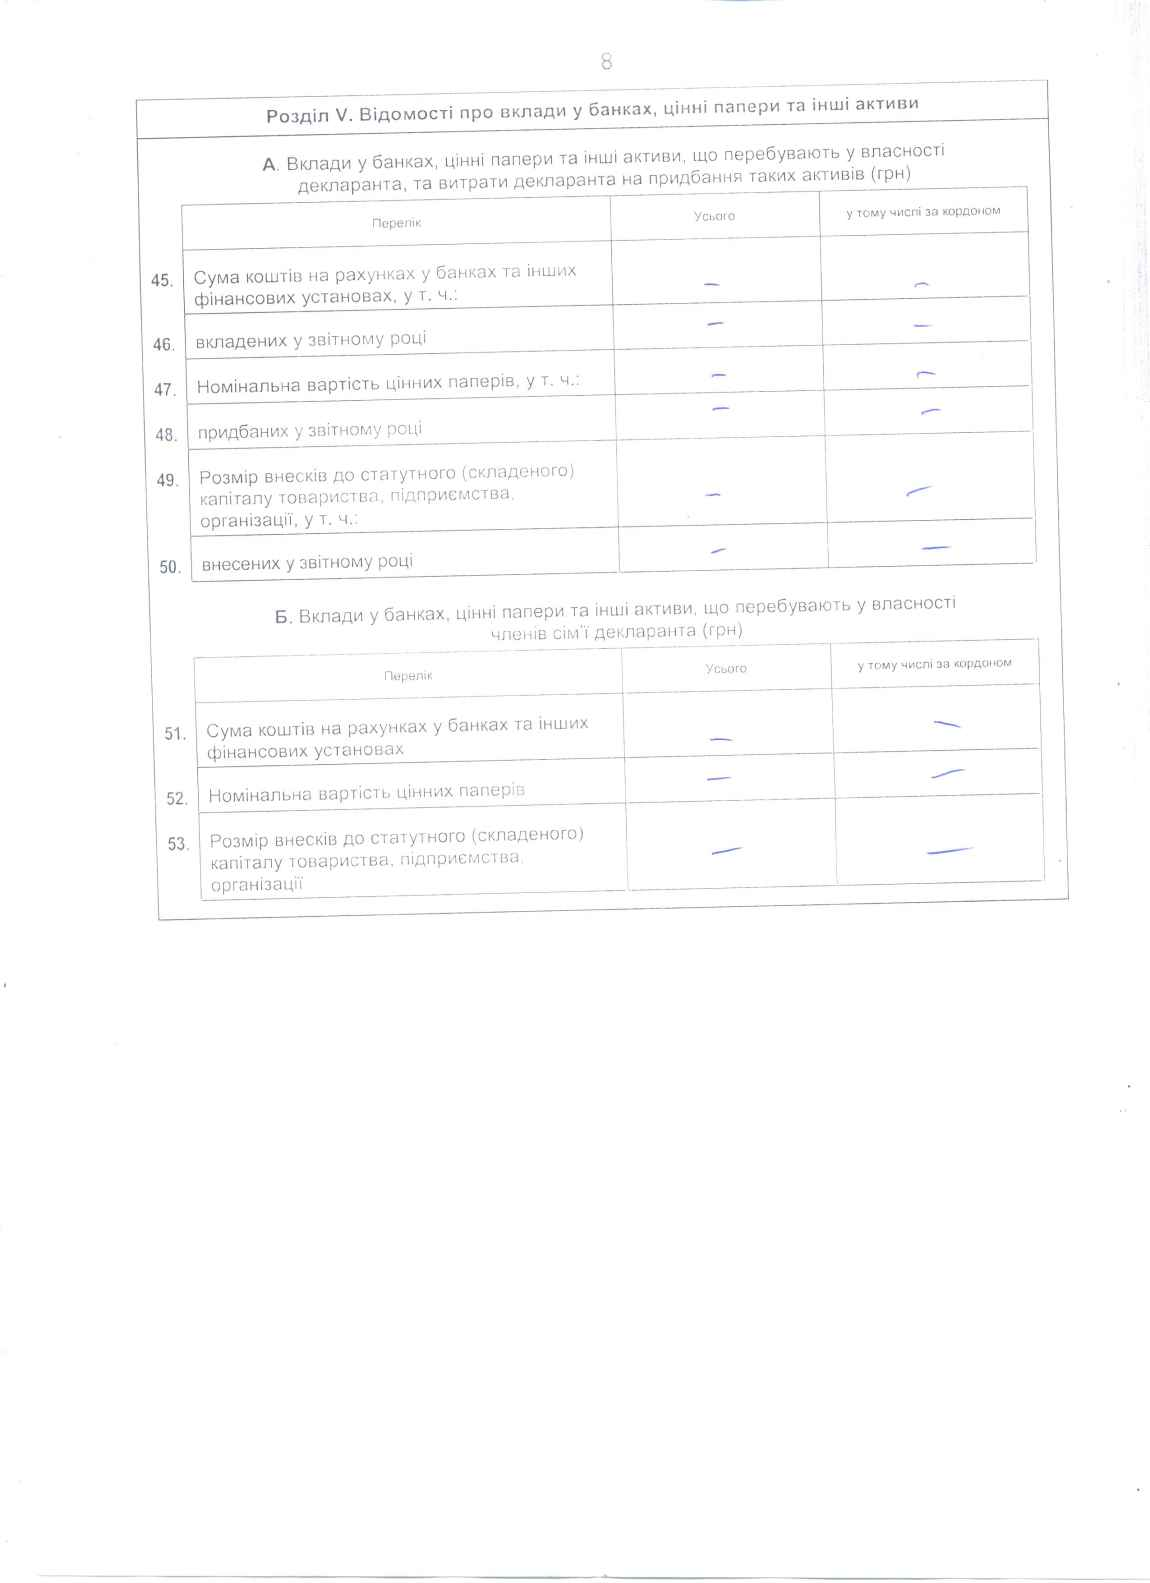 8
Розділ V. Відомості про вклади у банках, цінні папери та інші активи
А. Вклади у банках, цінні папери та інші активи, що перебувають у власності
декларанта, та витрати декларанта на придбання таких активів (грн)
Перелік Усього у тому числі за кордоном
45. Сума коштів на рахунках у банках та інших
фінансових установах, у т. ч.: – –
46. вкладених у звітному році – –
47. Номінальна вартість цінних паперів, у т. ч.: – –
48. придбаних у звітному році – –
49. Розмір внесків до статутного (складеного)
капіталу товариства, підприємства, – –
організації, у т. ч.:
50. внесених у звітному році – –
Б. Вклади у банках, цінні папери та інші активи, що перебувають у власності
членів сім'ї декларанта (грн)
Перелік Усього у тому числі за кордоном
51. Сума коштів на рахунках у банках та інших
фінансових установах – –
52. Номінальна вартість цінних паперів – –
53. Розмір внесків до статутного (складеного)
капіталу товариства, підприємства, – –
організації